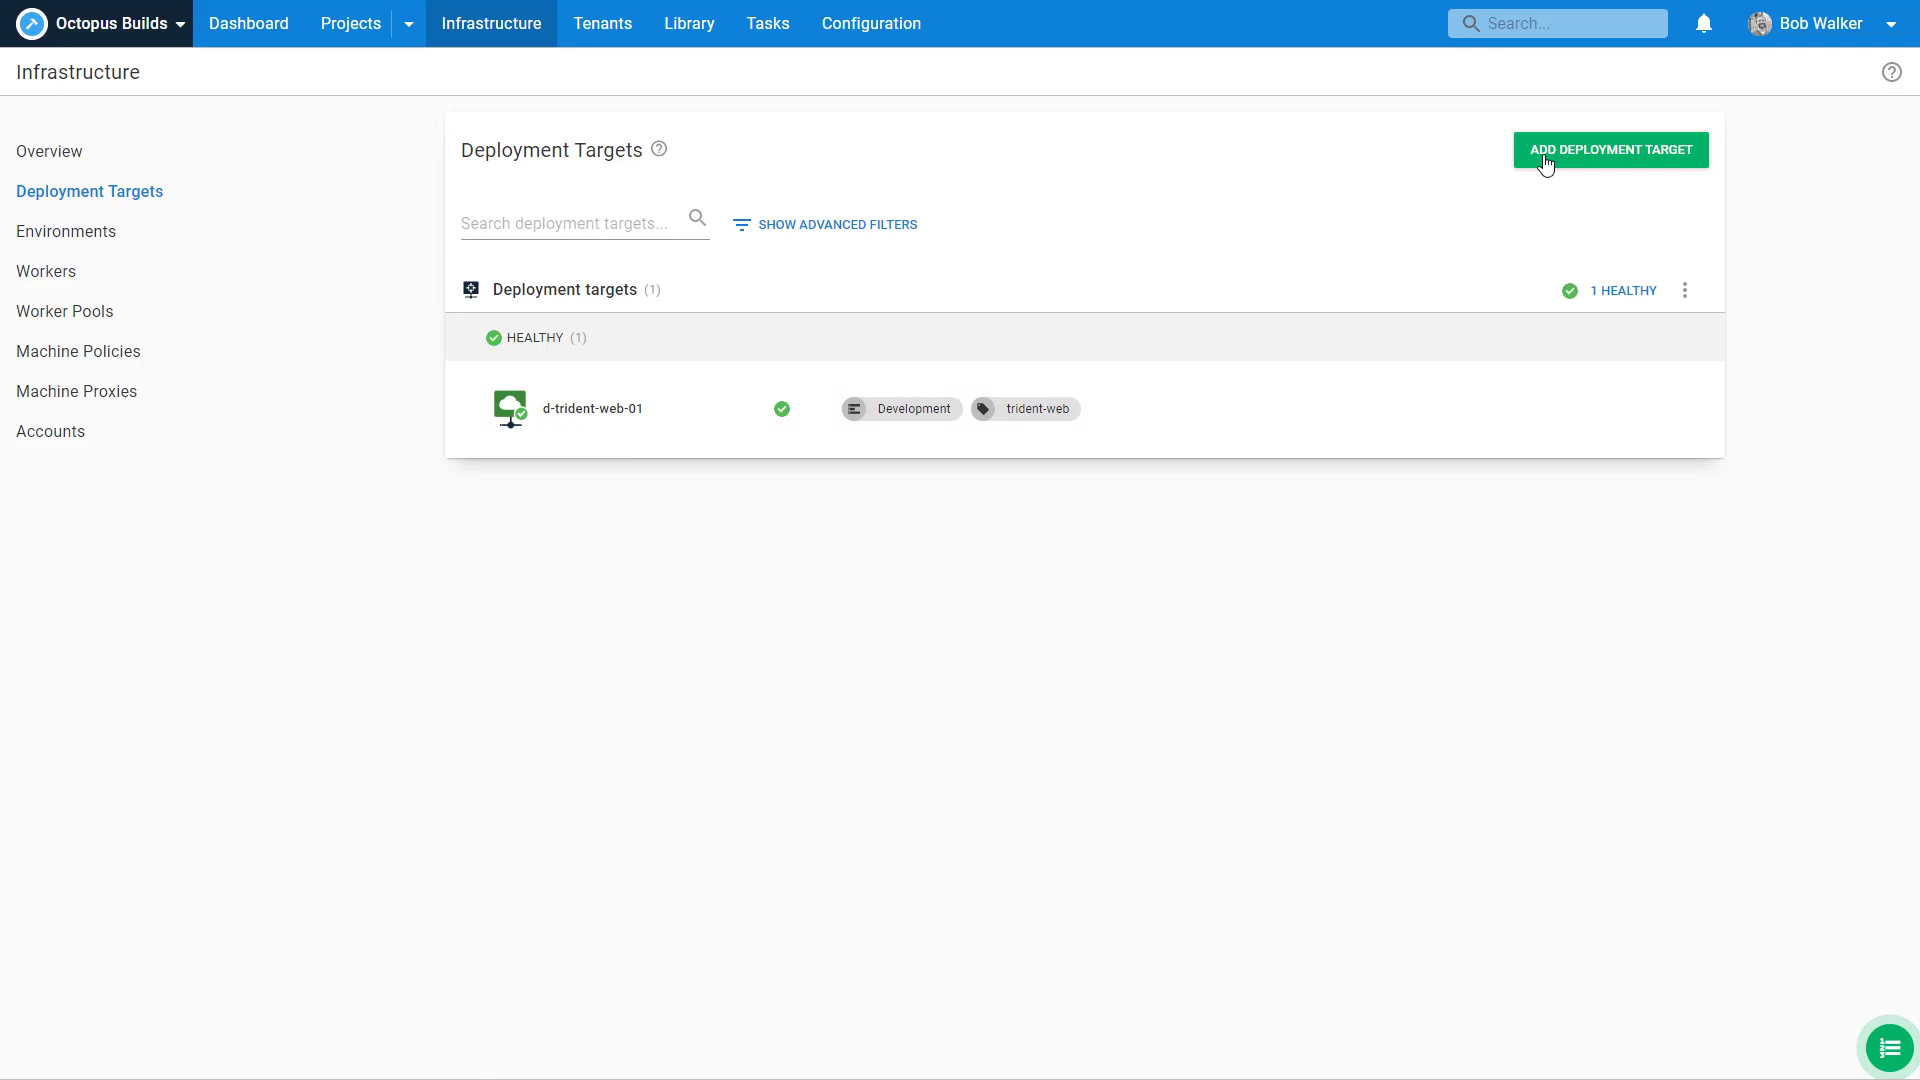 Octopus Builds
Dashboard
Projects
Infrastructure
Tenants
Library
Tasks
Configuration
Search...
Bob Walker
Infrastructure
Overview
Deployment Targets
Environments
Workers
Worker Pools
Machine Policies
Machine Proxies
Accounts
Deployment Targets
ADD DEPLOYMENT TARGET
Search deployment targets...
SHOW ADVANCED FILTERS
Deployment targets (1)
1 HEALTHY
HEALTHY (1)
d-trident-web-01
Development
trident-web